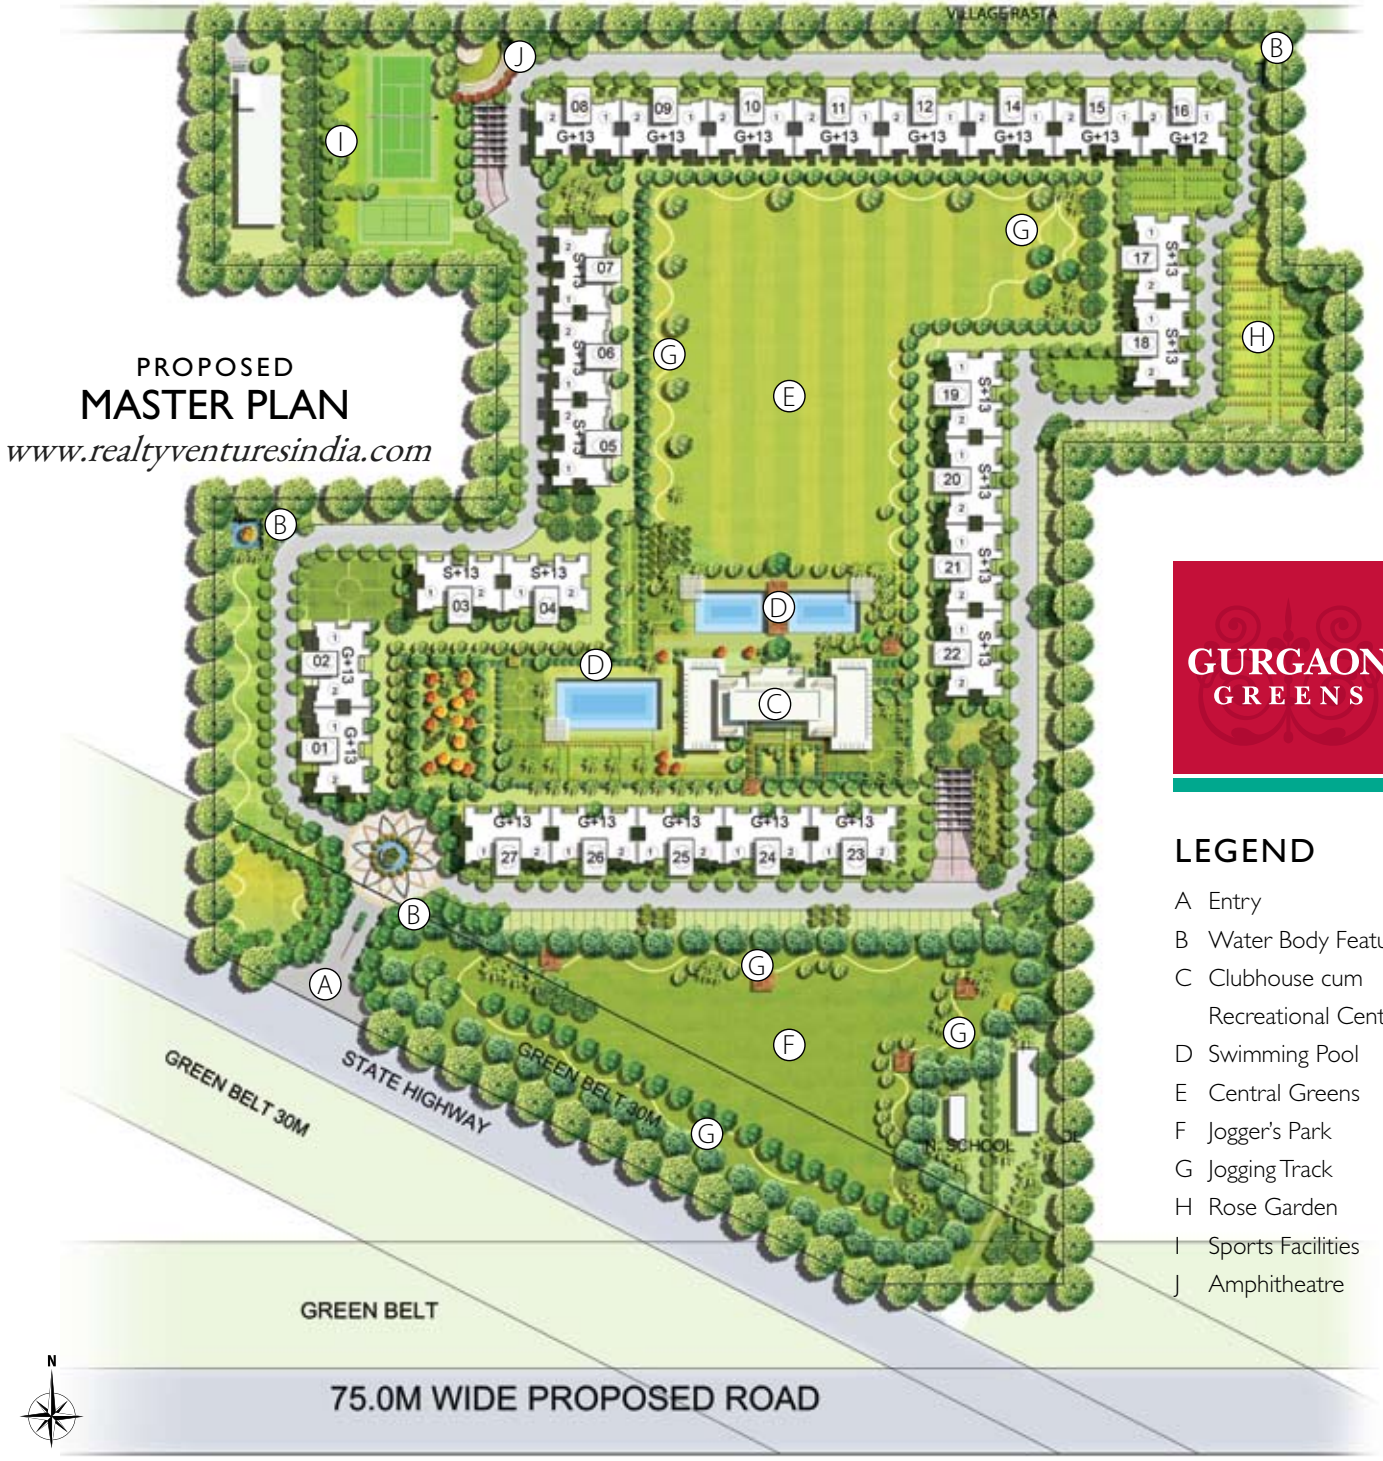 VILLAGE RASTA
J
B
I
08
09
10
11
12
14
15
16
G+13
G+13
G+13
G+13
G+13
G+13
G+13
G+12
G
07
S+13
17
S+13
PROPOSED
MASTER PLAN
www.realtyventuresindia.com
06
S+13
G
E
18
S+13
H
05
S+13
19
S+13
20
S+13
B
S+13
S+13
03
04
21
S+13
D
22
S+13
02
G+13
D
C
01
G+13
GURGAON
GREENS
G+13
G+13
G+13
G+13
G+13
27
26
25
24
23
B
A
G
G
F
G
GREEN BELT 30M
STATE HIGHWAY
GREEN BELT 30M
N. SCHOOL
LEGEND
A Entry
B Water Body Featu
C Clubhouse cum
Recreational Cent
D Swimming Pool
E Central Greens
F Jogger's Park
G Jogging Track
H Rose Garden
I Sports Facilities
J Amphitheatre
GREEN BELT
N
75.0M WIDE PROPOSED ROAD